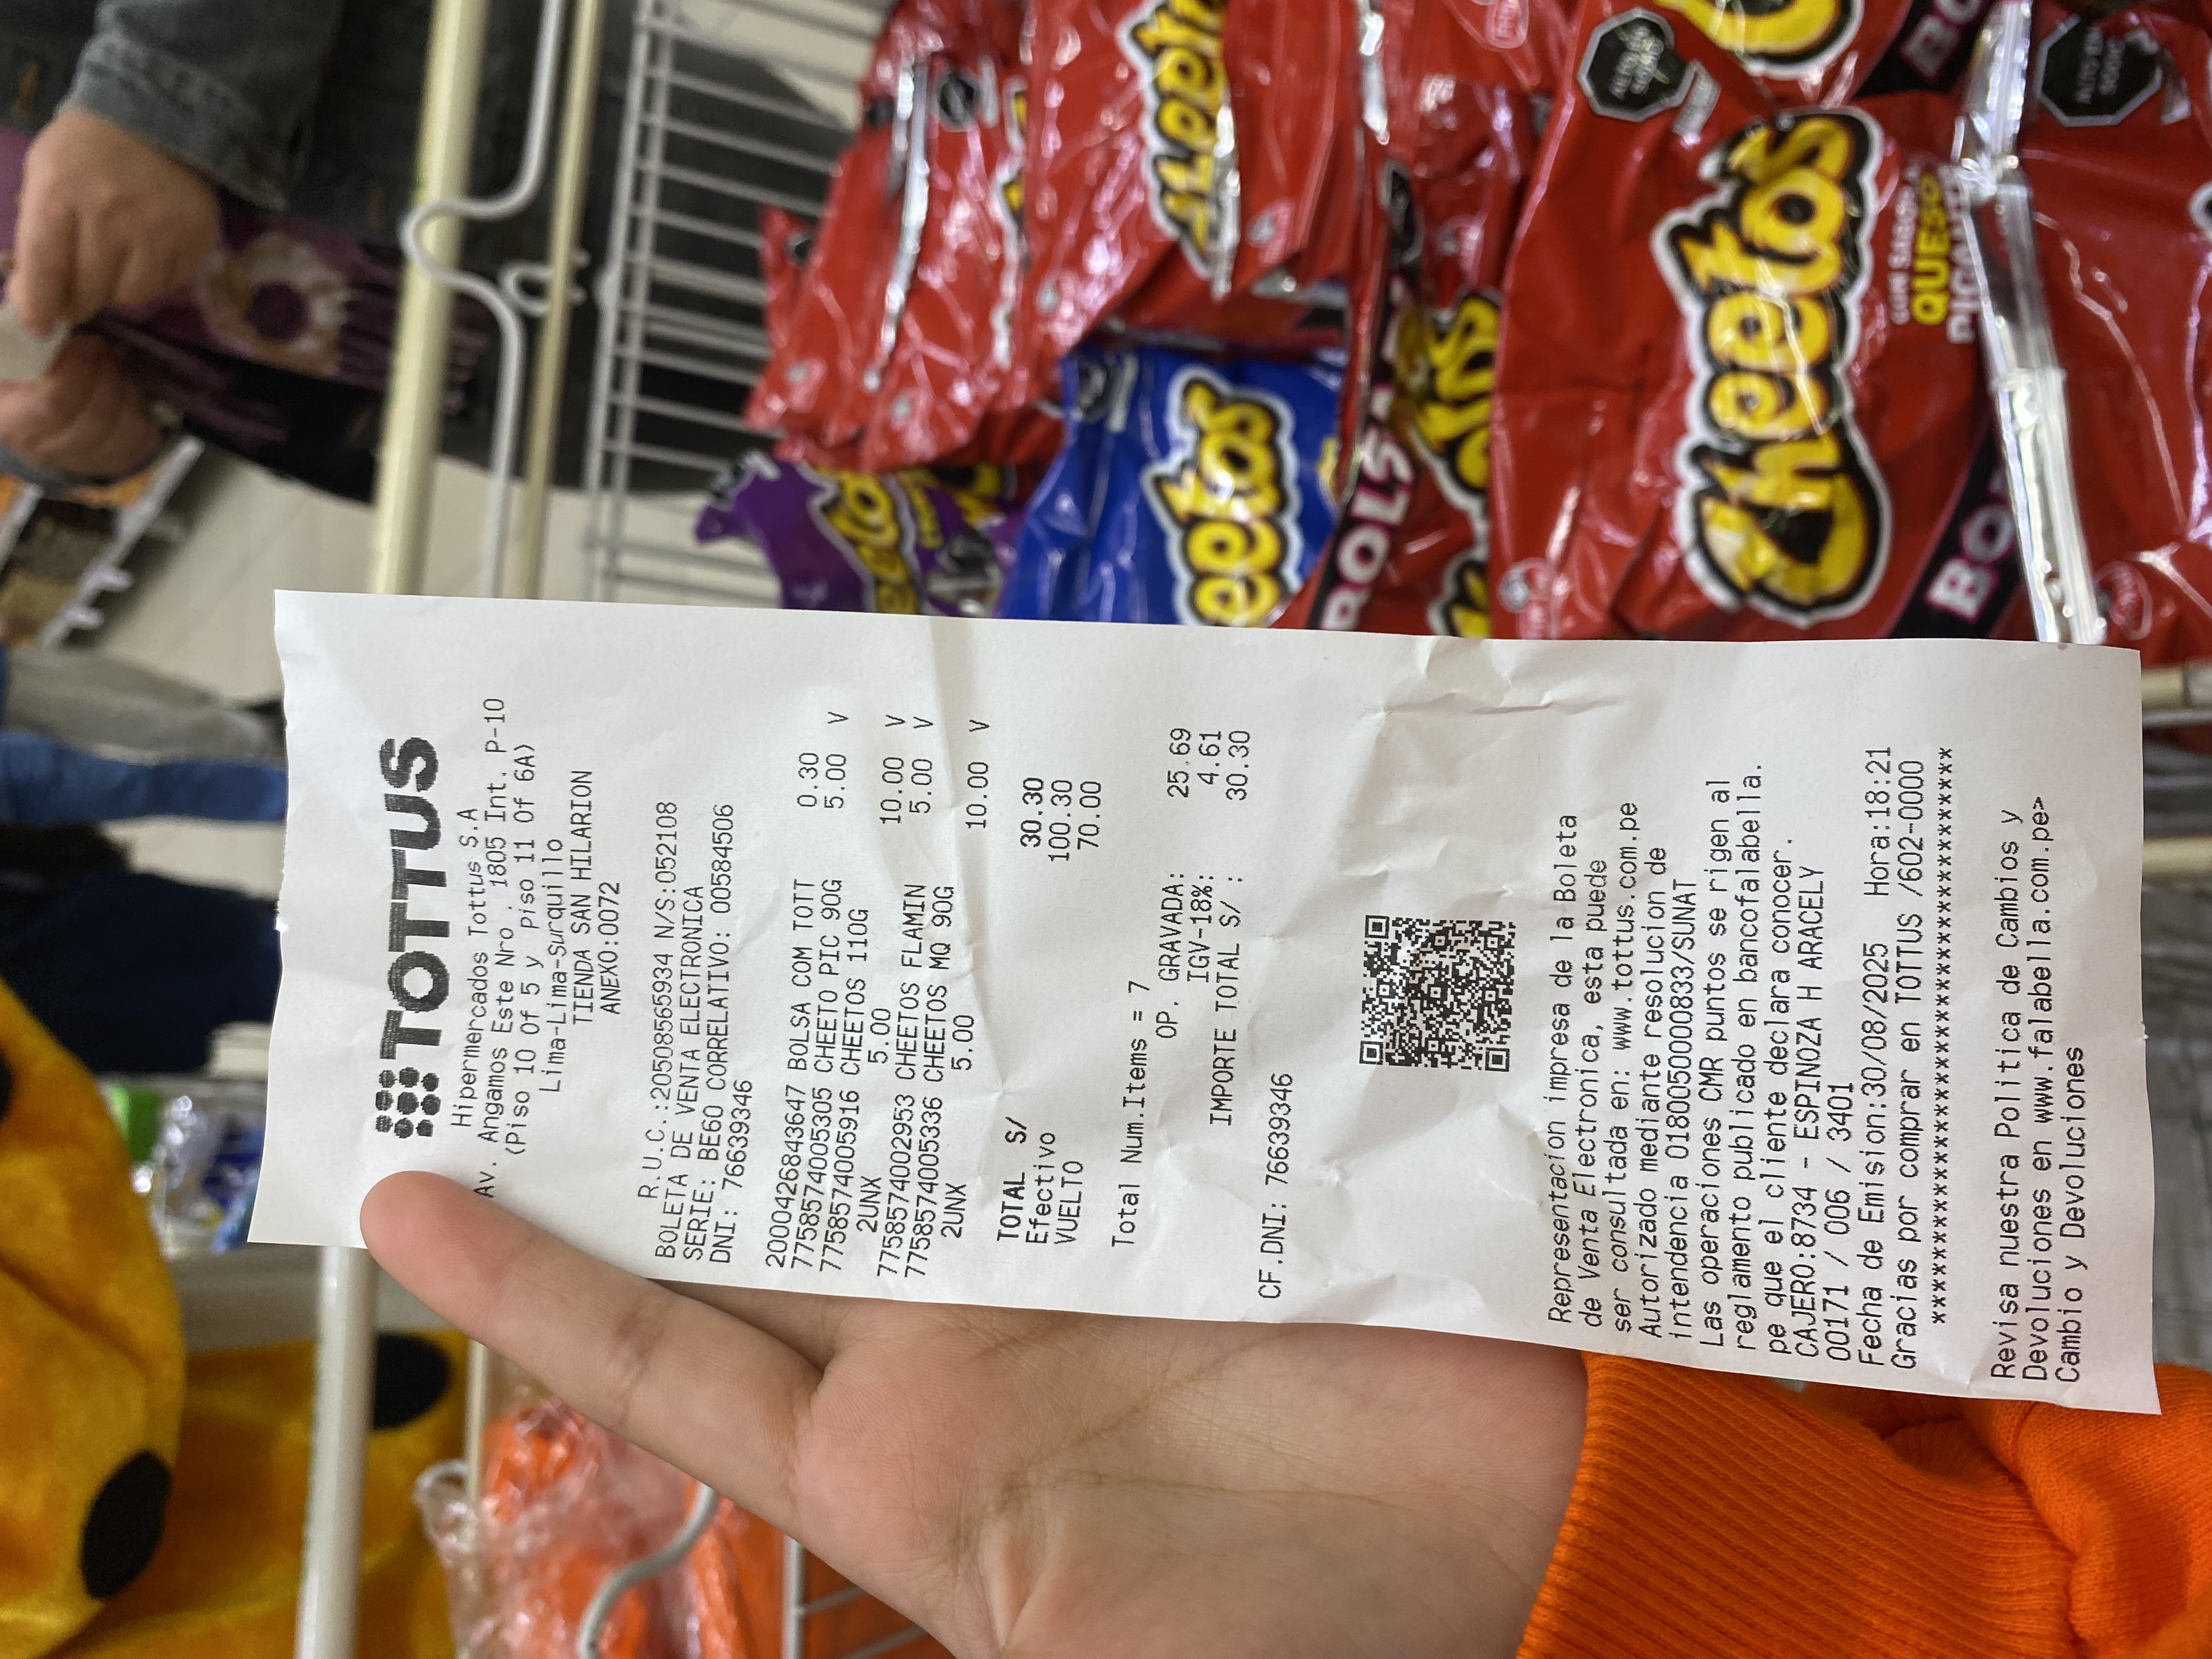 TOTTUS
Hipermercados Tottus S.A
Av. Angamos Este Nro . 1805 Int. P-10
(Piso 10 Of 5 y Piso 11 Of 6A)
Lima-Lima-Surquillo
TIENDA SAN HILARION
ANEXO:0072
R.U.C.:20508565934 N/S:052108
BOLETA DE VENTA ELECTRONICA
SERIE: BE60 CORRELATIVO: 00584506
DNI: 76639346
2000426843647 BOLSA COM TOTT 0.30
7758574005305 CHEETO PIC 90G 5.00 V
7758574005916 CHEETOS 110G
2UNX 5.00 10.00 V
7758574002953 CHEETOS FLAMIN 5.00 V
7758574005336 CHEETOS MQ 90G
2UNX 5.00 10.00 V
TOTAL S/ 30.30
Efectivo 100.30
VUELTO 70.00
Total Num.Items = 7
OP. GRAVADA: 25.69
IGV-18%: 4.61
IMPORTE TOTAL S/ : 30.30
CF.DNI: 76639346
Representacion impresa de la Boleta
de Venta Electronica, esta puede
ser consultada en: www.tottus.com.pe
Autorizado mediante resolucion de
intendencia 0180050000833/SUNAT
Las operaciones CMR puntos se rigen al
reglamento publicado en bancofalabella.
pe que el cliente declara conocer.
CAJERO:8734 - ESPINOZA H ARACELY
00171 / 006 / 3401
Fecha de Emision:30/08/2025 Hora:18:21
Gracias por comprar en TOTTUS /602-0000
****************************************
Revisa nuestra Politica de Cambios y
Devoluciones en www.falabella.com.pe>
Cambio y Devoluciones
Cheetos
CON SABOR A
QUESO
PICANTE
ALTO EN
SODIO